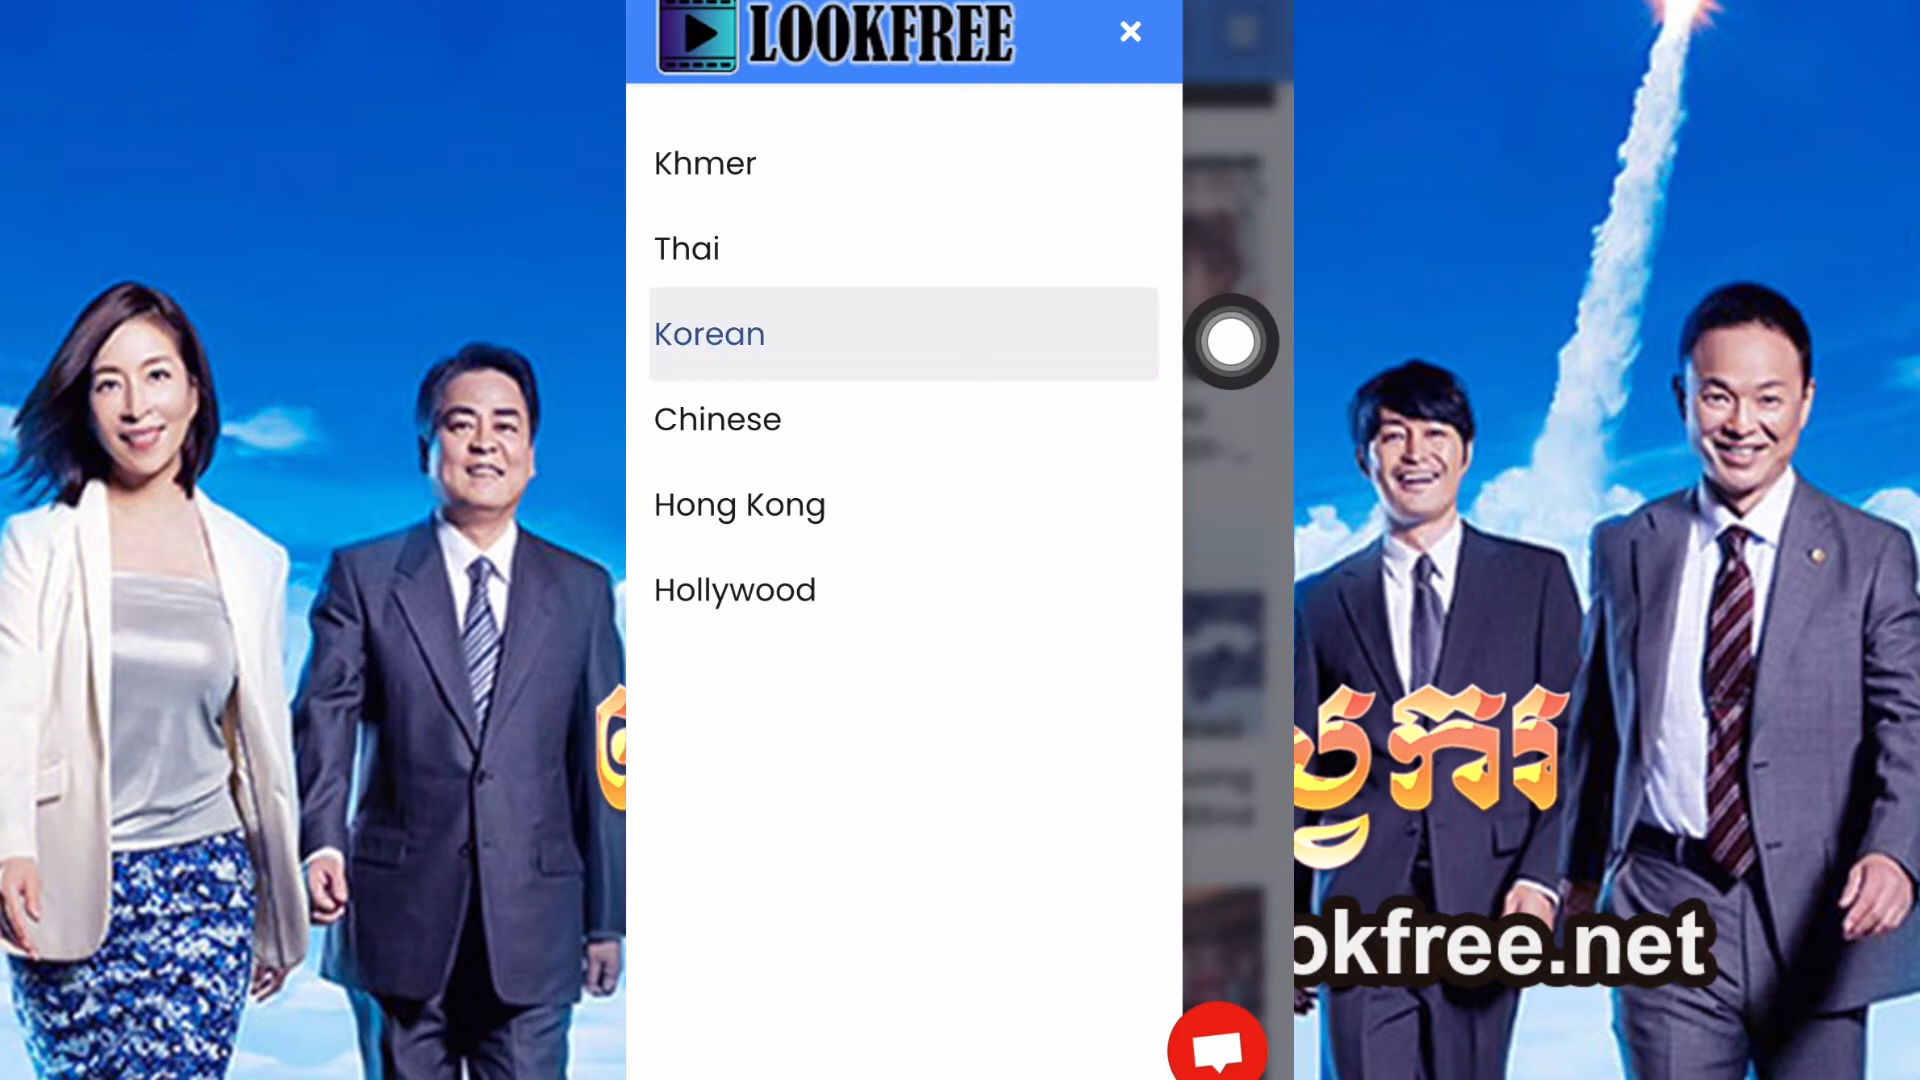 LOOKFREE
Khmer
Thai
Korean
Chinese
Hong Kong
Hollywood
okfree.net